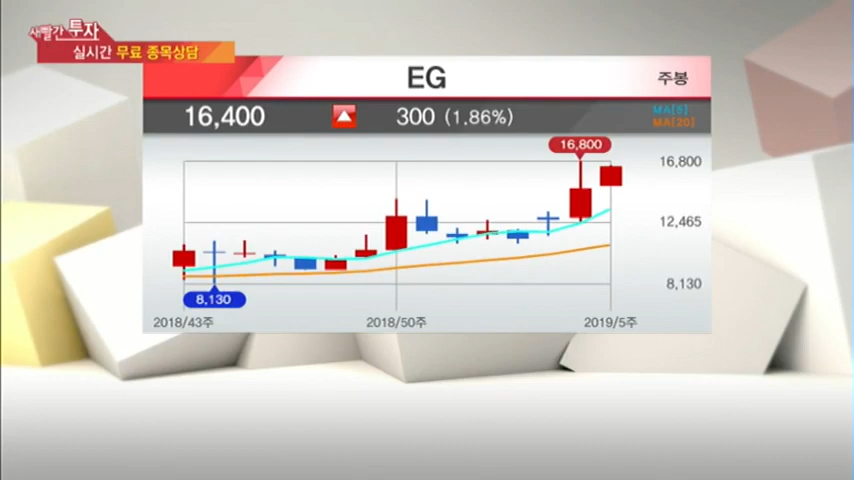 새빨간 투자
실시간 무료 종목상담
EG
주봉
16,400 300 (1.86%)
MA[5]
MA[20]
16,800
16,800
12,465
8,130
8,130
2018/43주 2018/50주 2019/5주